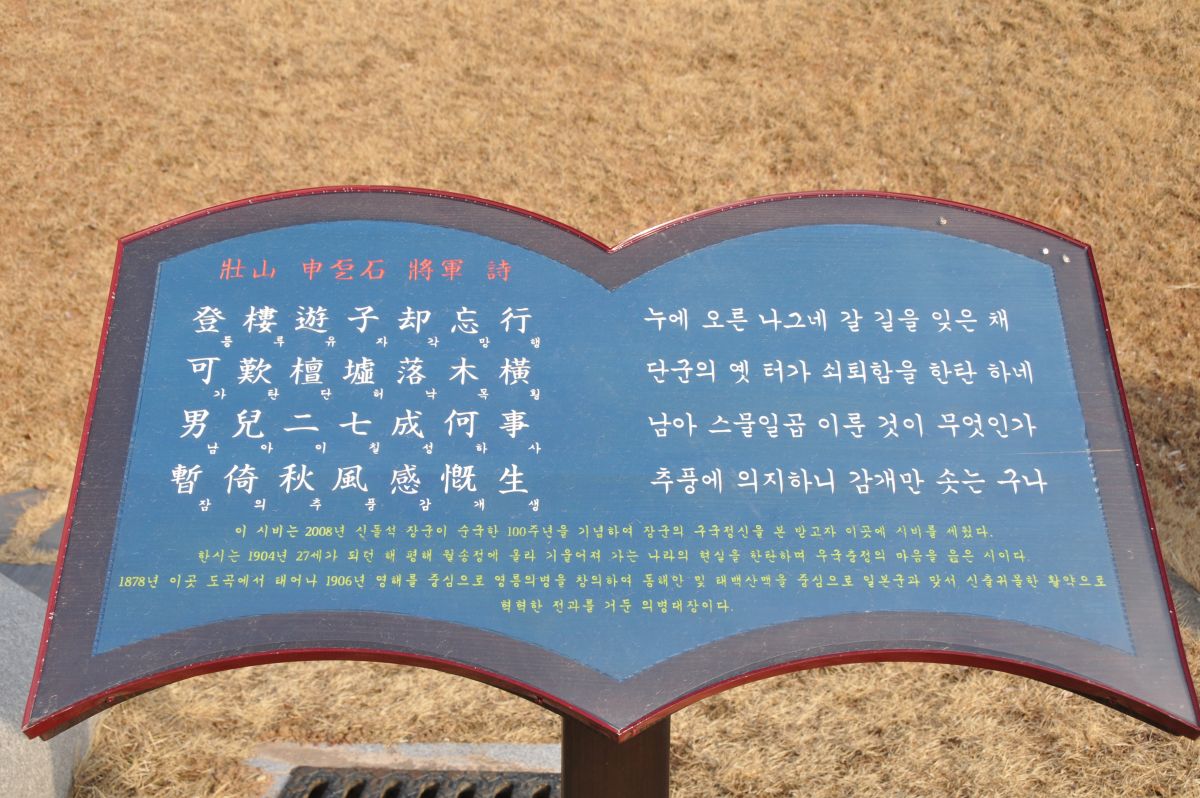 壯山 申乭石 將軍 詩
登樓遊子却忘行
등루유자각망행
可歎檀墟落木橫
가탄단허낙목횡
男兒二七成何事
남아이칠성하사
暫倚秋風感慨生
잠의추풍감개생
누에 오른 나그네 갈 길을 잊은 채
단군의 옛 터가 쇠퇴함을 한탄 하네
남아 스물일곱 이룬 것이 무엇인가
추풍에 의지하니 감개만 솟는 구나
이 시비는 2008년 신돌석 장군이 순국한 100주년을 기념하여 장군의 구국정신을 본 받고자 이곳에 시비를 세웠다.
한시는 1904년 27세가 되던 해 평해 월송정에 올라 기울어져 가는 나라의 현실을 한탄하며 우국충정의 마음을 읊은 시이다.
1878년 이곳 도곡에서 태어나 1906년 영해를 중심으로 영릉의병을 창의하여 동해안 및 태백산맥을 중심으로 일본군과 맞서 신출귀몰한 활약으로
혁혁한 전과를 거둔 의병대장이다.